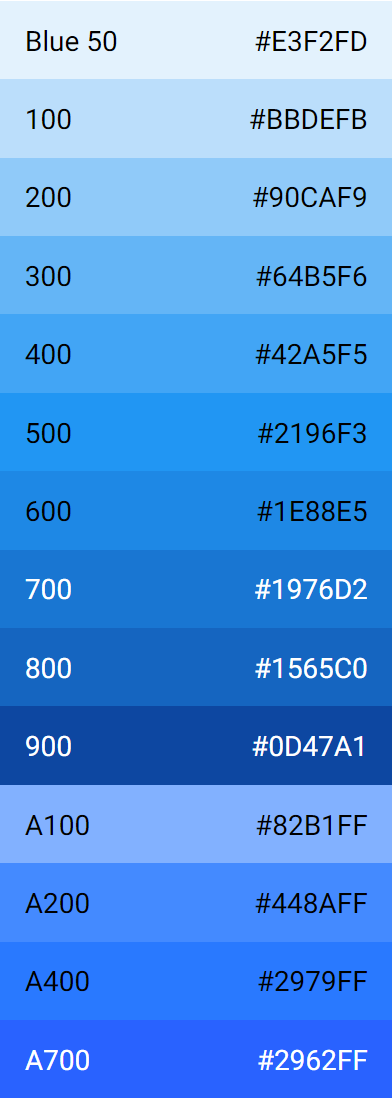 Blue 50 #E3F2FD
100 #BBDEFB
200 #90CAF9
300 #64B5F6
400 #42A5F5
500 #2196F3
600 #1E88E5
700 #1976D2
800 #1565C0
900 #0D47A1
A100 #82B1FF
A200 #448AFF
A400 #2979FF
A700 #2962FF